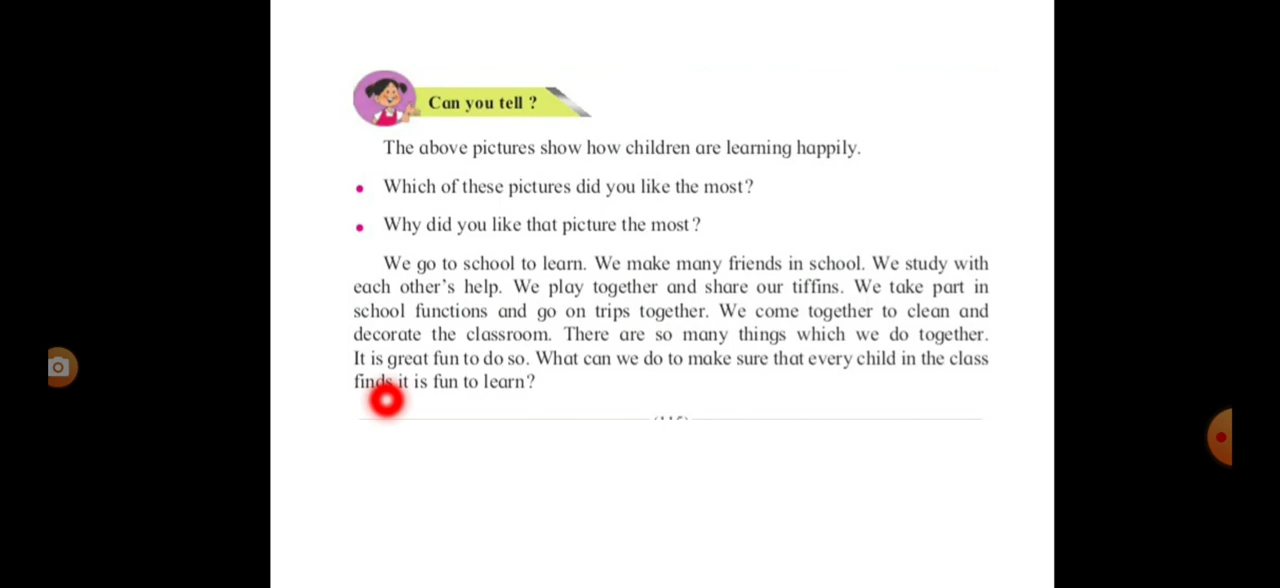 Can you tell ?
The above pictures show how children are learning happily.
• Which of these pictures did you like the most?
• Why did you like that picture the most?
We go to school to learn. We make many friends in school. We study with
each other's help. We play together and share our tiffins. We take part in
school functions and go on trips together. We come together to clean and
decorate the classroom. There are so many things which we do together.
It is great fun to do so. What can we do to make sure that every child in the class
finds it is fun to learn?